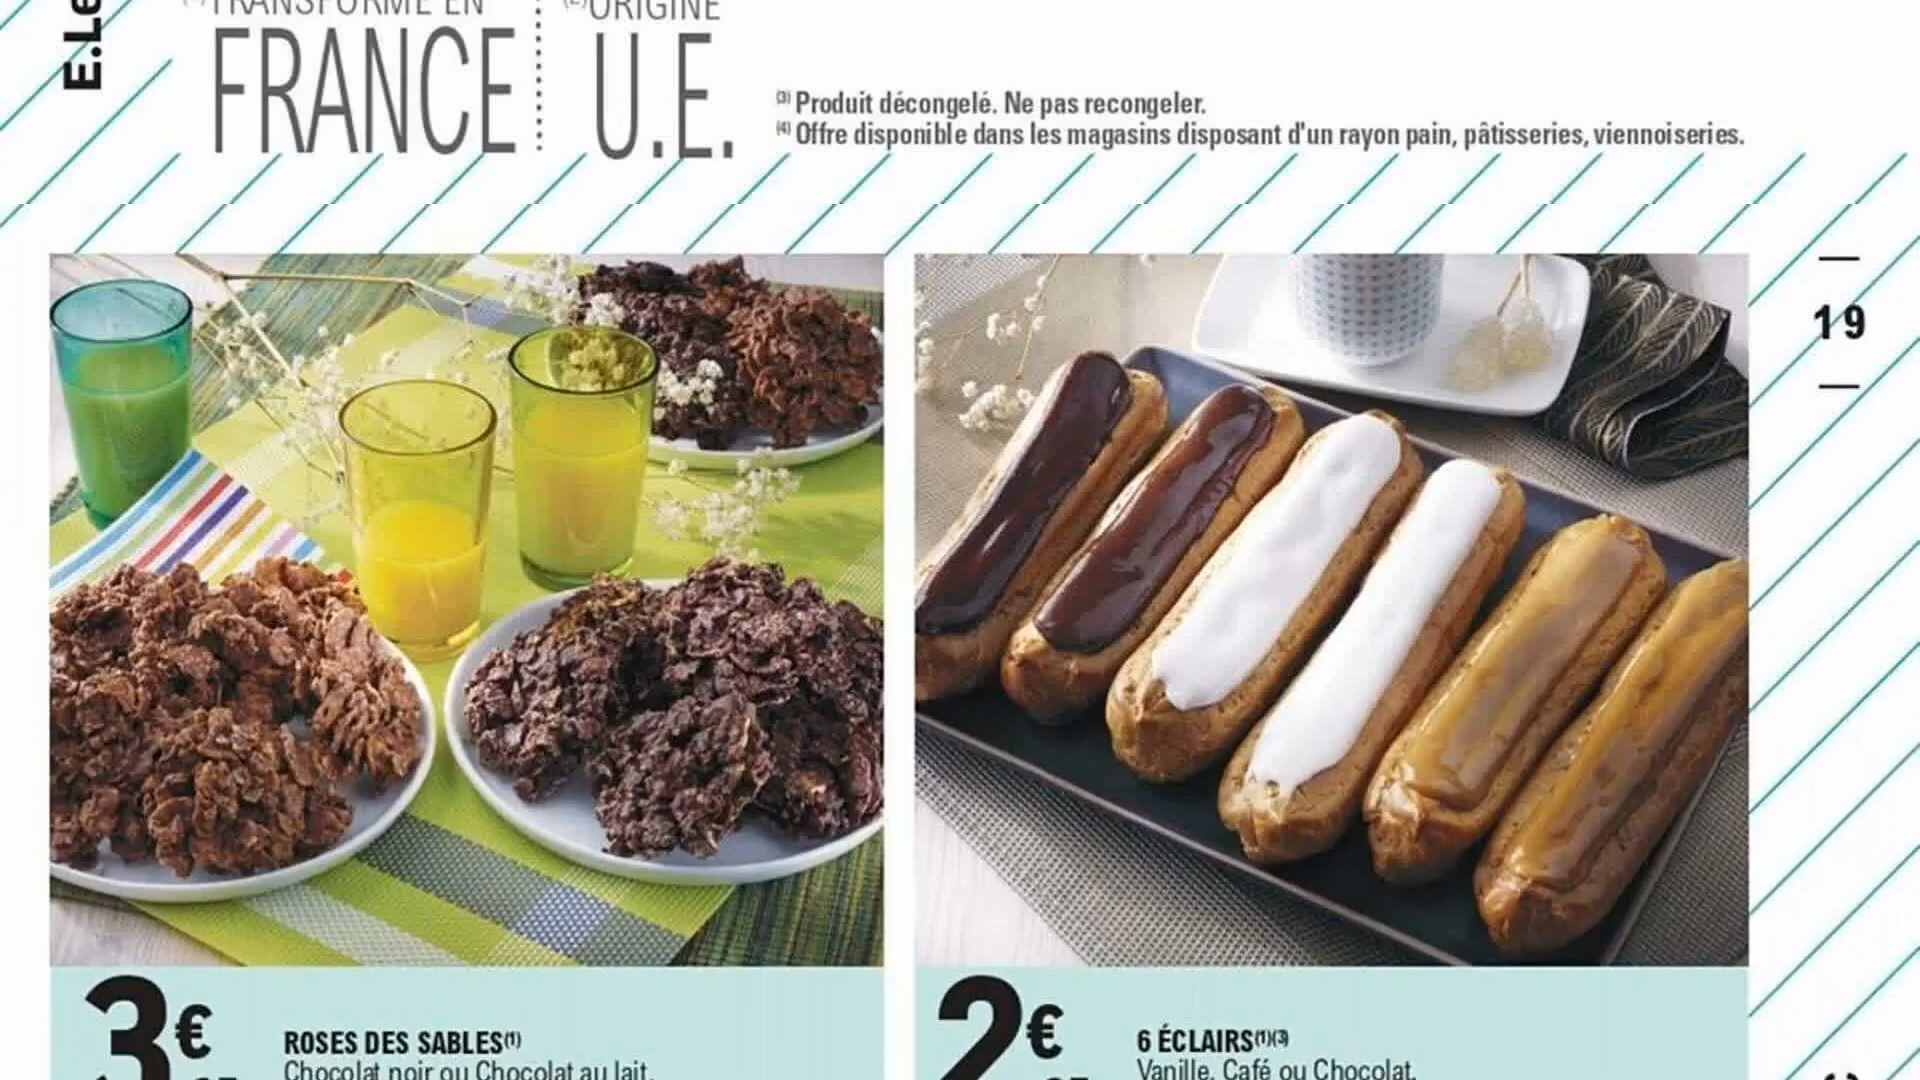 E.Le
(1) TRANSFORMÉ EN
FRANCE
(2) ORIGINE
U.E.
(3) Produit décongelé. Ne pas recongeler.
(4) Offre disponible dans les magasins disposant d'un rayon pain, pâtisseries, viennoiseries.
19
3€
ROSES DES SABLES(1)
Chocolat noir ou Chocolat au lait.
2€
6 ÉCLAIRS(1)(3)
Vanille, Café ou Chocolat.